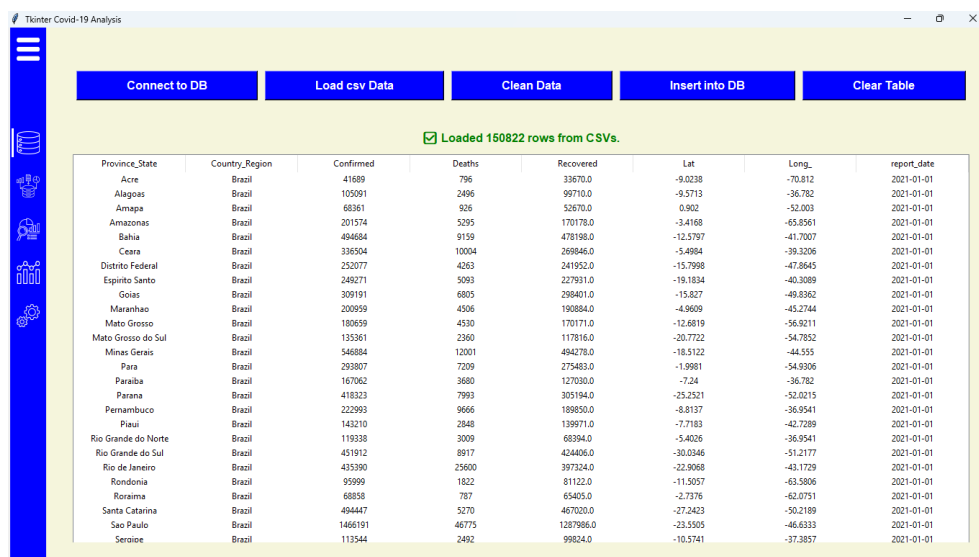 Tkinter Covid-19 Analysis
Connect to DB Load csv Data Clean Data Insert into DB Clear Table
Loaded 150822 rows from CSVs.
Province_State Country_Region Confirmed Deaths Recovered Lat Long_ report_date
Acre Brazil 41689 796 33670.0 -9.0238 -70.812 2021-01-01
Alagoas Brazil 105091 2496 99710.0 -9.5713 -36.782 2021-01-01
Amapa Brazil 68361 926 52670.0 0.902 -52.003 2021-01-01
Amazonas Brazil 201574 5295 170178.0 -3.4168 -65.8561 2021-01-01
Bahia Brazil 494684 9159 478198.0 -12.5797 -41.7007 2021-01-01
Ceara Brazil 336504 10004 269846.0 -5.4984 -39.3206 2021-01-01
Distrito Federal Brazil 252077 4263 241952.0 -15.7998 -47.8645 2021-01-01
Espirito Santo Brazil 249271 5093 227931.0 -19.1834 -40.3089 2021-01-01
Goias Brazil 309191 6805 298401.0 -15.827 -49.8362 2021-01-01
Maranhao Brazil 200959 4506 190884.0 -4.9609 -45.2744 2021-01-01
Mato Grosso Brazil 180659 4530 170171.0 -12.6819 -56.9211 2021-01-01
Mato Grosso do Sul Brazil 135361 2360 117816.0 -20.7722 -54.7852 2021-01-01
Minas Gerais Brazil 546884 12001 494278.0 -18.5122 -44.555 2021-01-01
Para Brazil 293807 7209 275483.0 -1.9981 -54.9306 2021-01-01
Paraiba Brazil 167062 3680 127030.0 -7.24 -36.782 2021-01-01
Parana Brazil 418323 7993 305194.0 -25.2521 -52.0215 2021-01-01
Pernambuco Brazil 222993 9666 189850.0 -8.8137 -36.9541 2021-01-01
Piaui Brazil 143210 2848 139971.0 -7.7183 -42.7289 2021-01-01
Rio Grande do Norte Brazil 119338 3009 68394.0 -5.4026 -36.9541 2021-01-01
Rio Grande do Sul Brazil 451912 8917 424406.0 -30.0346 -51.2177 2021-01-01
Rio de Janeiro Brazil 435390 25600 397324.0 -22.9068 -43.1729 2021-01-01
Rondonia Brazil 95999 1822 81122.0 -11.5057 -63.5806 2021-01-01
Roraima Brazil 68858 787 65405.0 -2.7376 -62.0751 2021-01-01
Santa Catarina Brazil 494447 5270 467020.0 -27.2423 -50.2189 2021-01-01
Sao Paulo Brazil 1466191 46775 1287986.0 -23.5505 -46.6333 2021-01-01
Sergipe Brazil 113544 2492 99824.0 -10.5741 -37.3857 2021-01-01